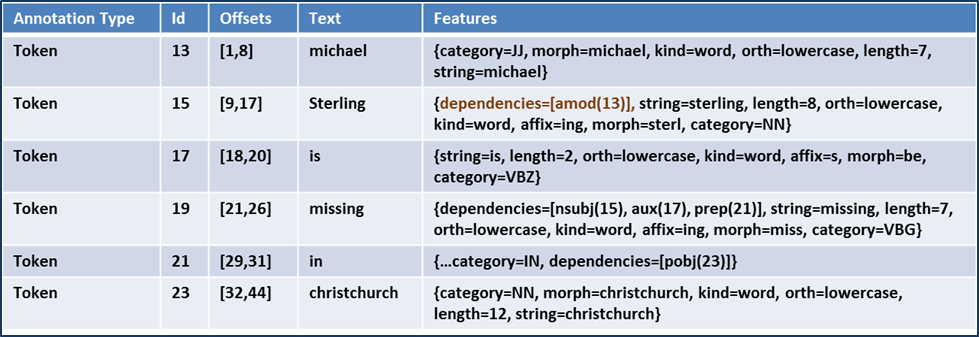 Annotation Type Id Offsets Text Features
Token 13 [1,8] michael {category=JJ, morph=michael, kind=word, orth=lowercase, length=7,
string=michael}
Token 15 [9,17] Sterling {dependencies=[amod(13)], string=sterling, length=8, orth=lowercase,
kind=word, affix=ing, morph=sterl, category=NN}
Token 17 [18,20] is {string=is, length=2, orth=lowercase, kind=word, affix=s, morph=be,
category=VBZ}
Token 19 [21,26] missing {dependencies=[nsubj(15), aux(17), prep(21)], string=missing, length=7,
orth=lowercase, kind=word, affix=ing, morph=miss, category=VBG}
Token 21 [29,31] in {…category=IN, dependencies=[pobj(23)]}
Token 23 [32,44] christchurch {category=NN, morph=christchurch, kind=word, orth=lowercase,
length=12, string=christchurch}